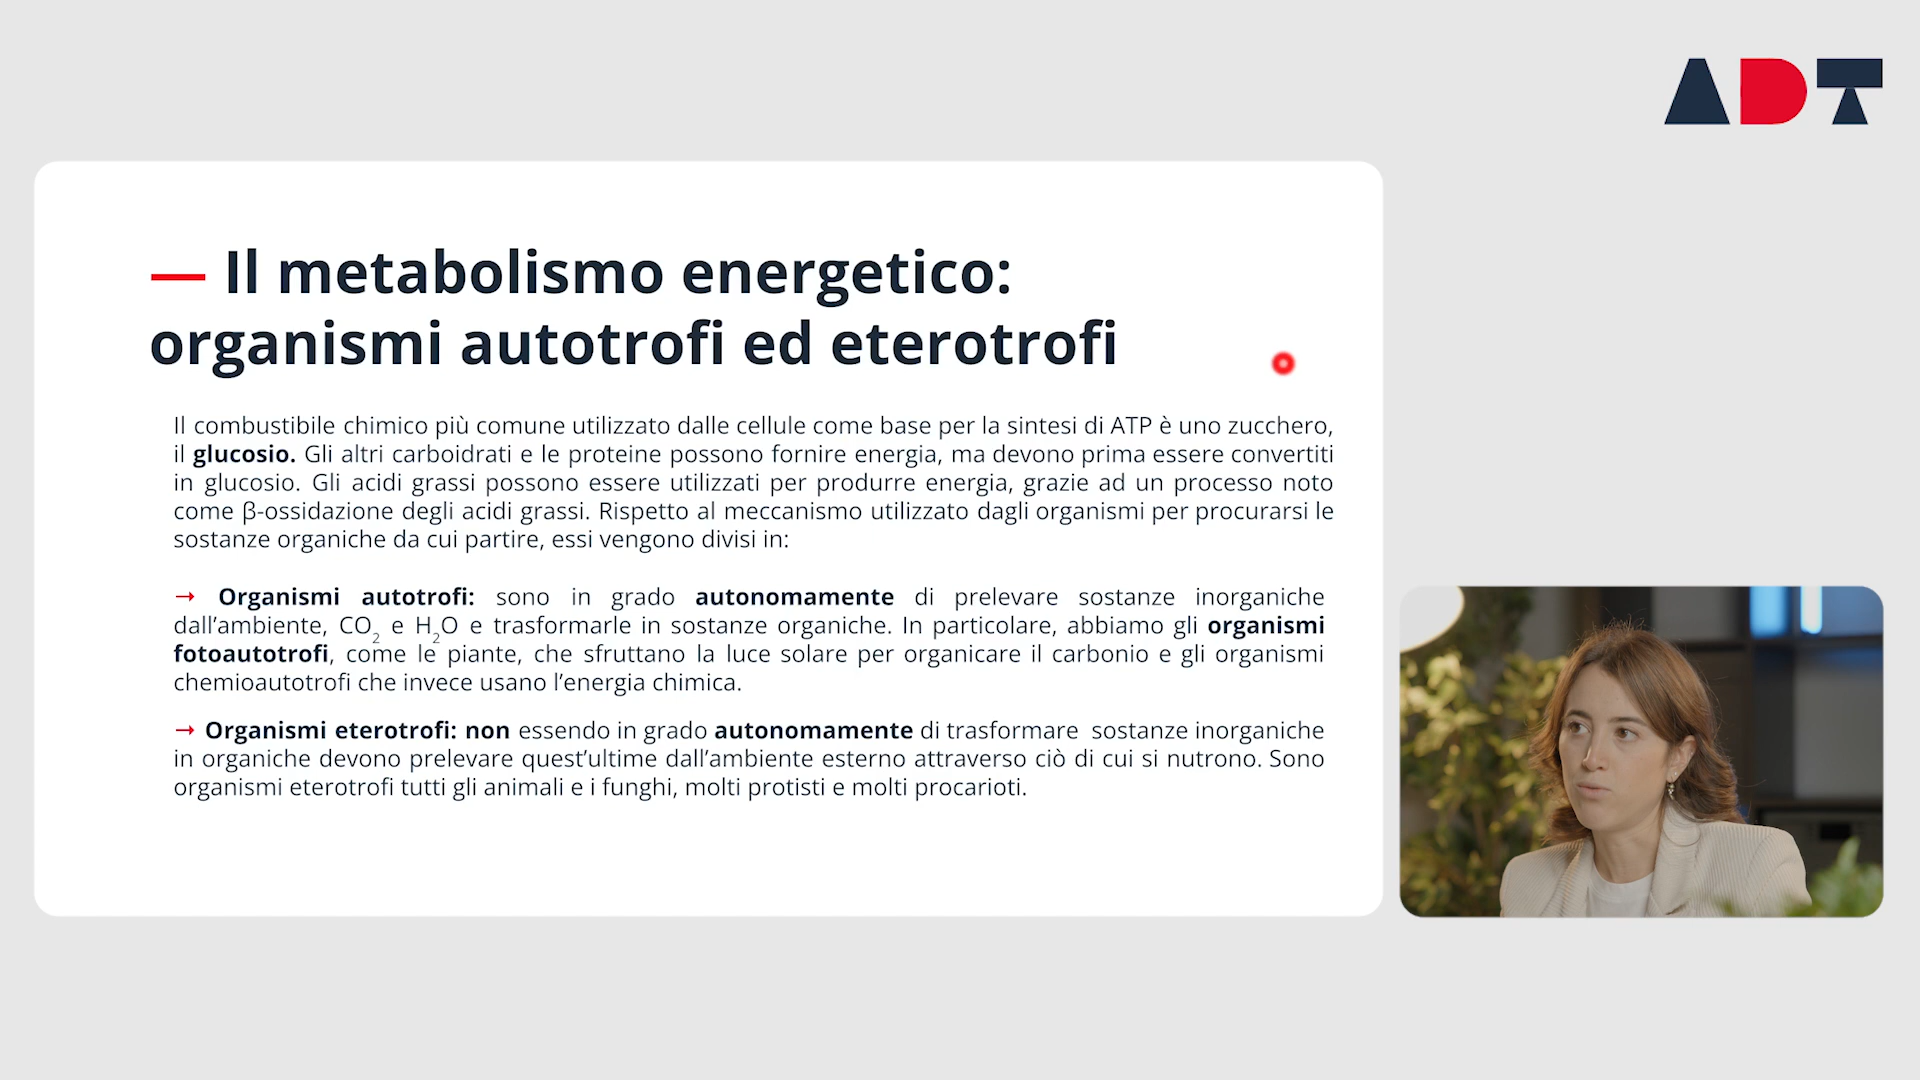 ADT
— Il metabolismo energetico:
organismi autotrofi ed eterotrofi
Il combustibile chimico più comune utilizzato dalle cellule come base per la sintesi di ATP è uno zucchero,
il glucosio. Gli altri carboidrati e le proteine possono fornire energia, ma devono prima essere convertiti
in glucosio. Gli acidi grassi possono essere utilizzati per produrre energia, grazie ad un processo noto
come β-ossidazione degli acidi grassi. Rispetto al meccanismo utilizzato dagli organismi per procurarsi le
sostanze organiche da cui partire, essi vengono divisi in:
→ Organismi autotrofi: sono in grado autonomamente di prelevare sostanze inorganiche
dall’ambiente, CO₂ e H₂O e trasformarle in sostanze organiche. In particolare, abbiamo gli organismi
fotoautotrofi, come le piante, che sfruttano la luce solare per organicare il carbonio e gli organismi
chemioautotrofi che invece usano l’energia chimica.
→ Organismi eterotrofi: non essendo in grado autonomamente di trasformare sostanze inorganiche
in organiche devono prelevare quest’ultime dall’ambiente esterno attraverso ciò di cui si nutrono. Sono
organismi eterotrofi tutti gli animali e i funghi, molti protisti e molti procarioti.